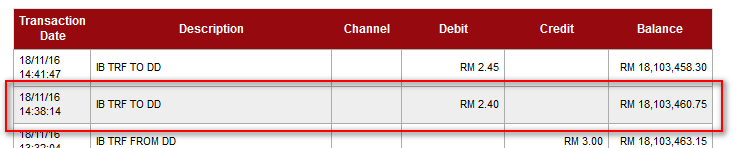 Transaction Date Description Channel Debit Credit Balance
18/11/16 14:41:47 IB TRF TO DD RM 2.45 RM 18,103,458.30
18/11/16 14:38:14 IB TRF TO DD RM 2.40 RM 18,103,460.75
18/11/16 13:32:04 IB TRF FROM DD RM 3.00 RM 18,103,463.15